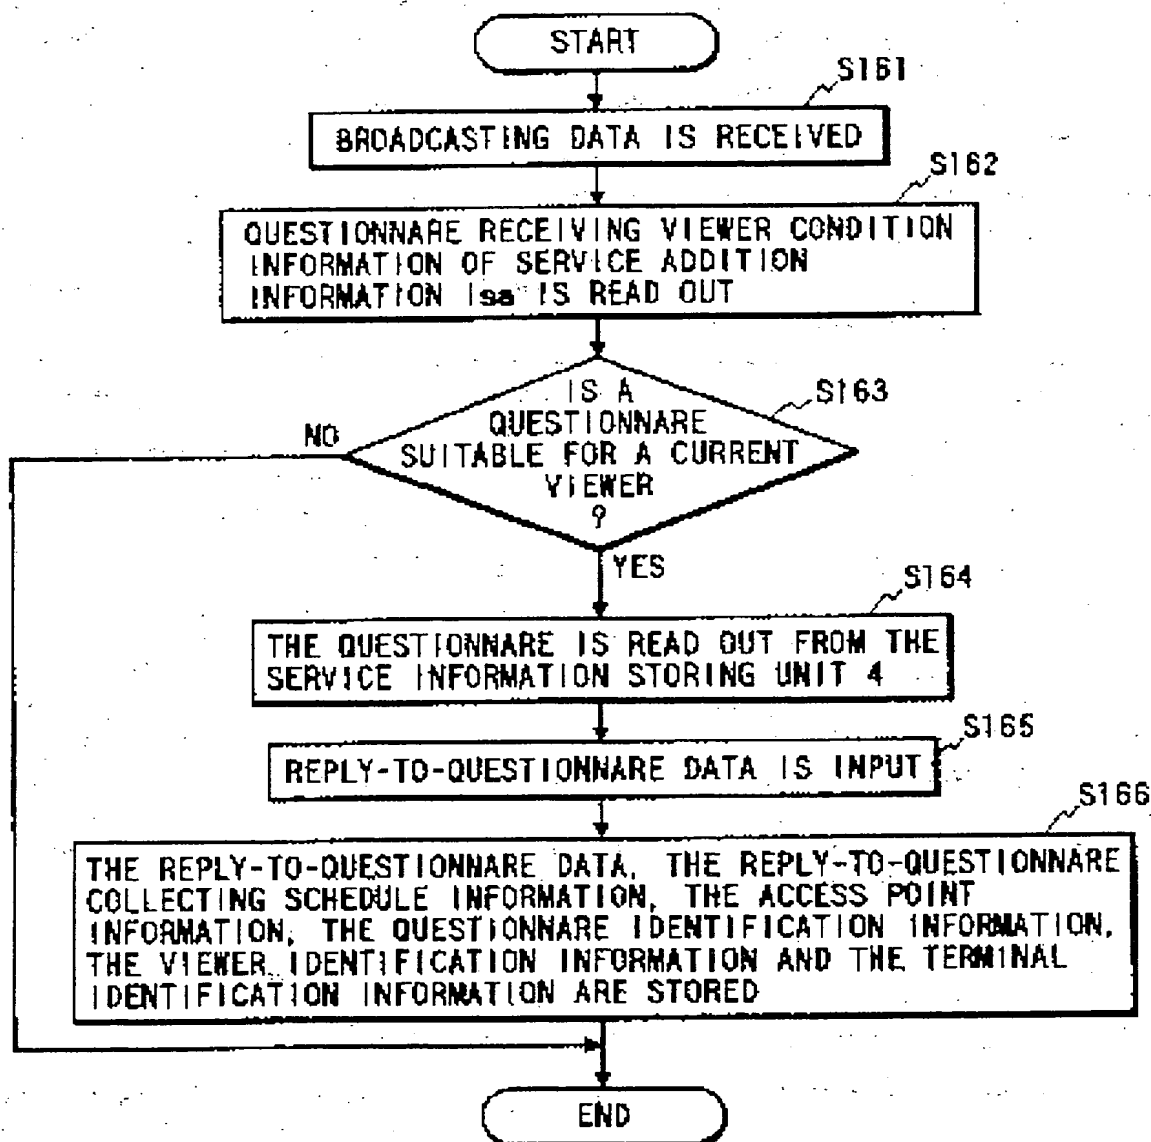 START
S161
BROADCASTING DATA IS RECEIVED
S162
QUESTIONNARE RECEIVING VIEWER CONDITION
INFORMATION OF SERVICE ADDITION
INFORMATION Isa IS READ OUT
S163
IS A
QUESTIONNARE
SUITABLE FOR A CURRENT
VIEWER
?
NO
YES
S164
THE QUESTIONNARE IS READ OUT FROM THE
SERVICE INFORMATION STORING UNIT 4
S165
REPLY-TO-QUESTIONNARE DATA IS INPUT
S166
THE REPLY-TO-QUESTIONNARE DATA, THE REPLY-TO-QUESTIONNARE
COLLECTING SCHEDULE INFORMATION, THE ACCESS POINT
INFORMATION, THE QUESTIONNARE IDENTIFICATION INFORMATION,
THE VIEWER IDENTIFICATION INFORMATION AND THE TERMINAL
IDENTIFICATION INFORMATION ARE STORED
END